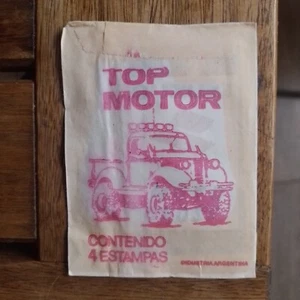 TOP
MOTOR
CONTENIDO
4 ESTAMPAS
INDUSTRIA ARGENTINA